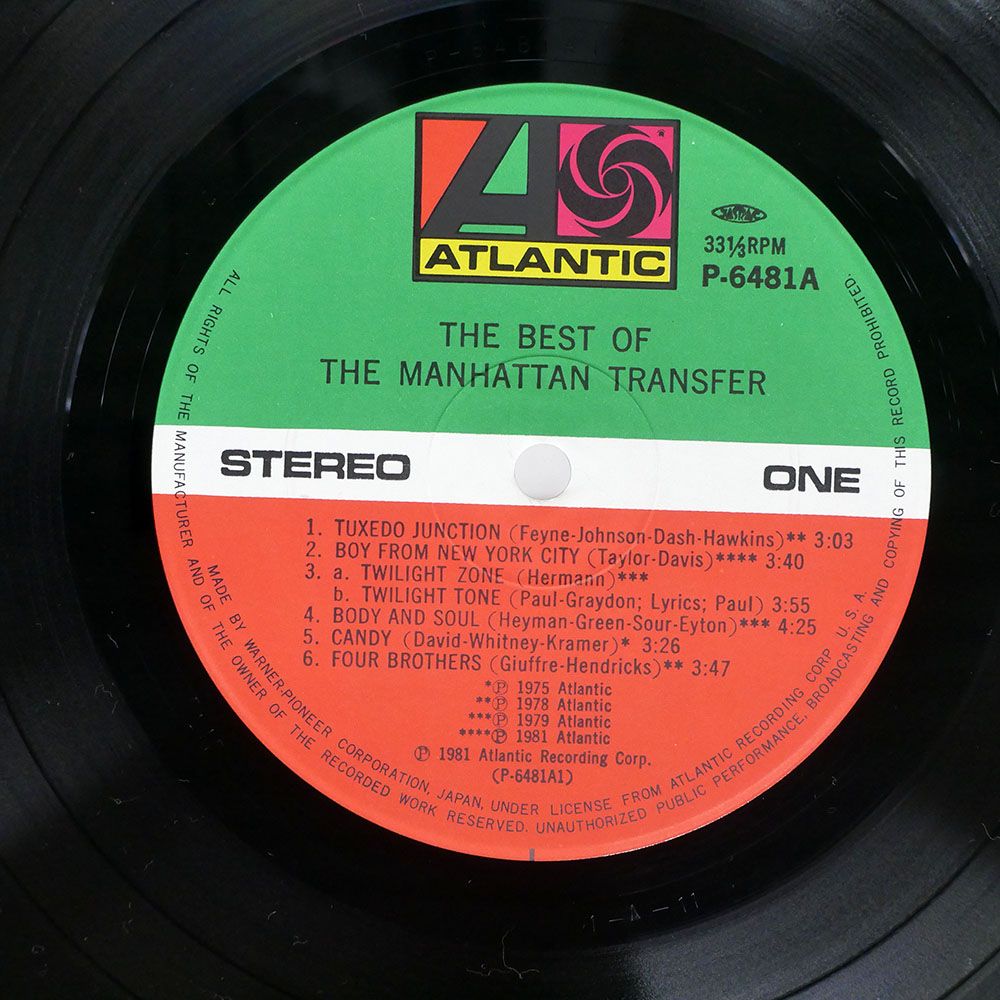 A
ATLANTIC
®
JASRAC
33⅓RPM
P-6481A
THE BEST OF
THE MANHATTAN TRANSFER
STEREO
ONE
1. TUXEDO JUNCTION (Feyne-Johnson-Dash-Hawkins)** 3:03
2. BOY FROM NEW YORK CITY (Taylor-Davis)**** 3:40
3. a. TWILIGHT ZONE (Hermann)***
b. TWILIGHT TONE (Paul-Graydon; Lyrics; Paul) 3:55
4. BODY AND SOUL (Heyman-Green-Sour-Eyton)*** 4:25
5. CANDY (David-Whitney-Kramer)* 3:26
6. FOUR BROTHERS (Giuffre-Hendricks)** 3:47
*℗ 1975 Atlantic
**℗ 1978 Atlantic
***℗ 1979 Atlantic
****℗ 1981 Atlantic
℗ 1981 Atlantic Recording Corp.
(P-6481A1)
MADE BY WARNER-PIONEER CORPORATION, JAPAN, UNDER LICENSE FROM ATLANTIC RECORDING CORP U.S.A.
ALL RIGHTS OF THE MANUFACTURER AND OF THE OWNER OF THE RECORDED WORK RESERVED. UNAUTHORIZED PUBLIC PERFORMANCE, BROADCASTING AND COPYING OF THIS RECORD PROHIBITED.
1-A-11